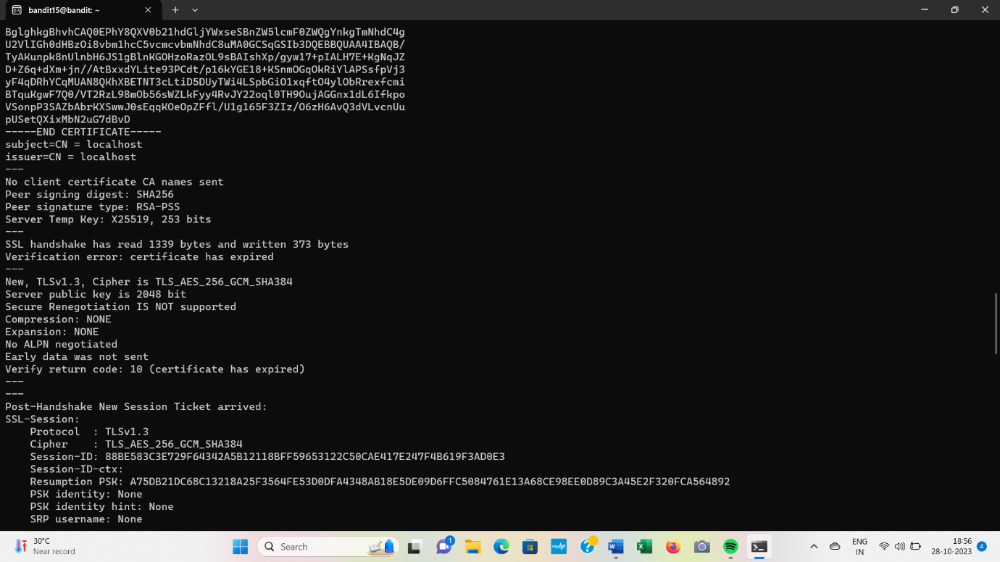 bandit15@bandit: ~
BglghkgBhvhCAQ0EPhY8QXV0b21hdGljYWxseSBnZW5lcmF0ZWQgYnkgTmNhdC4g
U2VlIGh0dHBzOi8vbm1hcC5vcmcvbmNhdC8uMA0GCSqGSIb3DQEBBQUAA4IBAQB/
TyAKunpk8nUlnbH6JS1gBlnKGOHzoRazOL9sBAIshXp/gyw17+pIALH7E+KgNqJZ
D+Z6q+dXm+jn//AtBxxdYLite93PCdt/p16kYGE18+KSnmOGqOkRiYlAPSsfpVj3
yF4qDRhYCqMUAN8QKhXBETNT3cLtiD5DUyTWi4LSpbGiO1xqftO4ylObRrexfcmi
BTquKgwF7Q0/VT2RzL98mOb56sWZLkFyy4RvJY22oql0TH9OujAGGnx1dL6Ifkpo
VSonpP3SAZbAbrKXSwwJ0sEqqKOeOpZFfl/U1g165F3ZIz/O6zH6AvQ3dVLvcnUu
pUSetQXixMbN2uG7dBvD
-----END CERTIFICATE-----
subject=CN = localhost
issuer=CN = localhost
---
No client certificate CA names sent
Peer signing digest: SHA256
Peer signature type: RSA-PSS
Server Temp Key: X25519, 253 bits
---
SSL handshake has read 1339 bytes and written 373 bytes
Verification error: certificate has expired
---
New, TLSv1.3, Cipher is TLS_AES_256_GCM_SHA384
Server public key is 2048 bit
Secure Renegotiation IS NOT supported
Compression: NONE
Expansion: NONE
No ALPN negotiated
Early data was not sent
Verify return code: 10 (certificate has expired)
---
---
Post-Handshake New Session Ticket arrived:
SSL-Session:
Protocol : TLSv1.3
Cipher : TLS_AES_256_GCM_SHA384
Session-ID: 88BE583C3E729F64342A5B12118BFF59653122C50CAE417E247F4B619F3AD0E3
Session-ID-ctx:
Resumption PSK: A75DB21DC68C13218A25F3564FE53D0DFA4348AB18E5DE09D6FFC5084761E13A68CE98EE0D89C3A45E2F320FCA564892
PSK identity: None
PSK identity hint: None
SRP username: None
30°C
Near record
Search
1
myhp
ENG
IN
18:56
28-10-2023
4